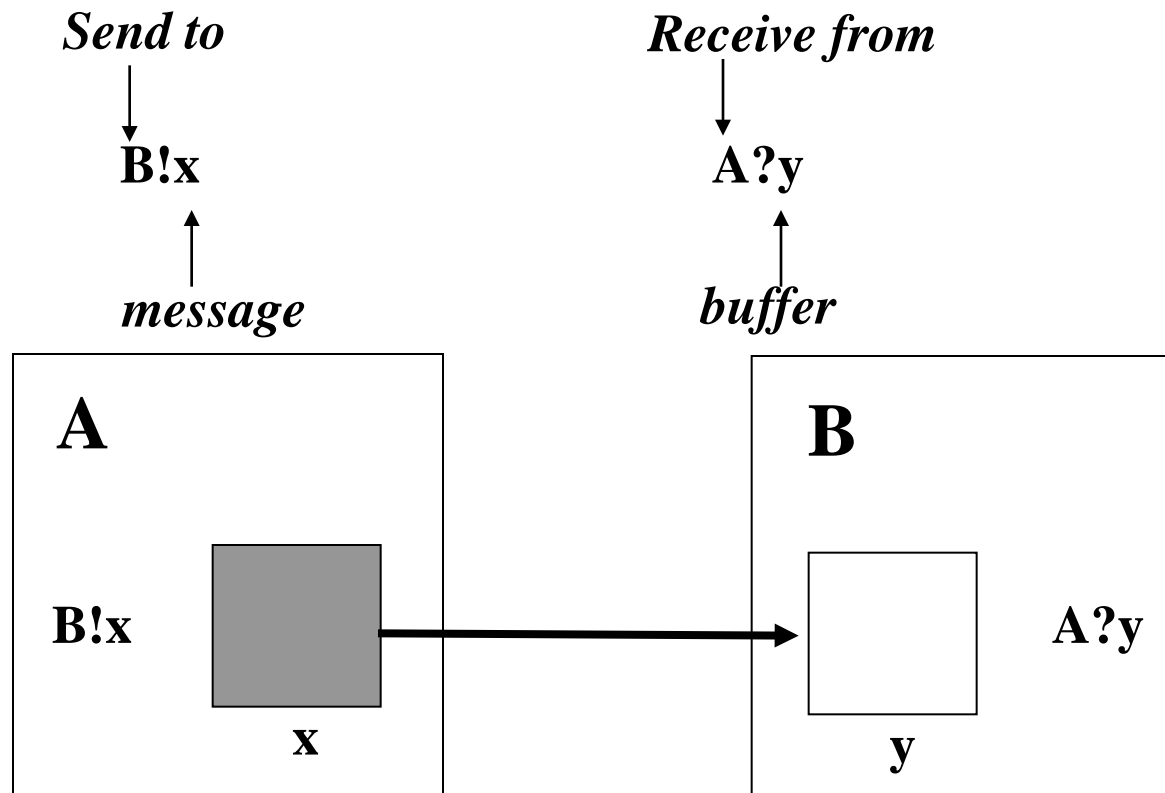 Send to
Receive from
B!x
A?y
message
buffer
A
B
B!x
A?y
x
y